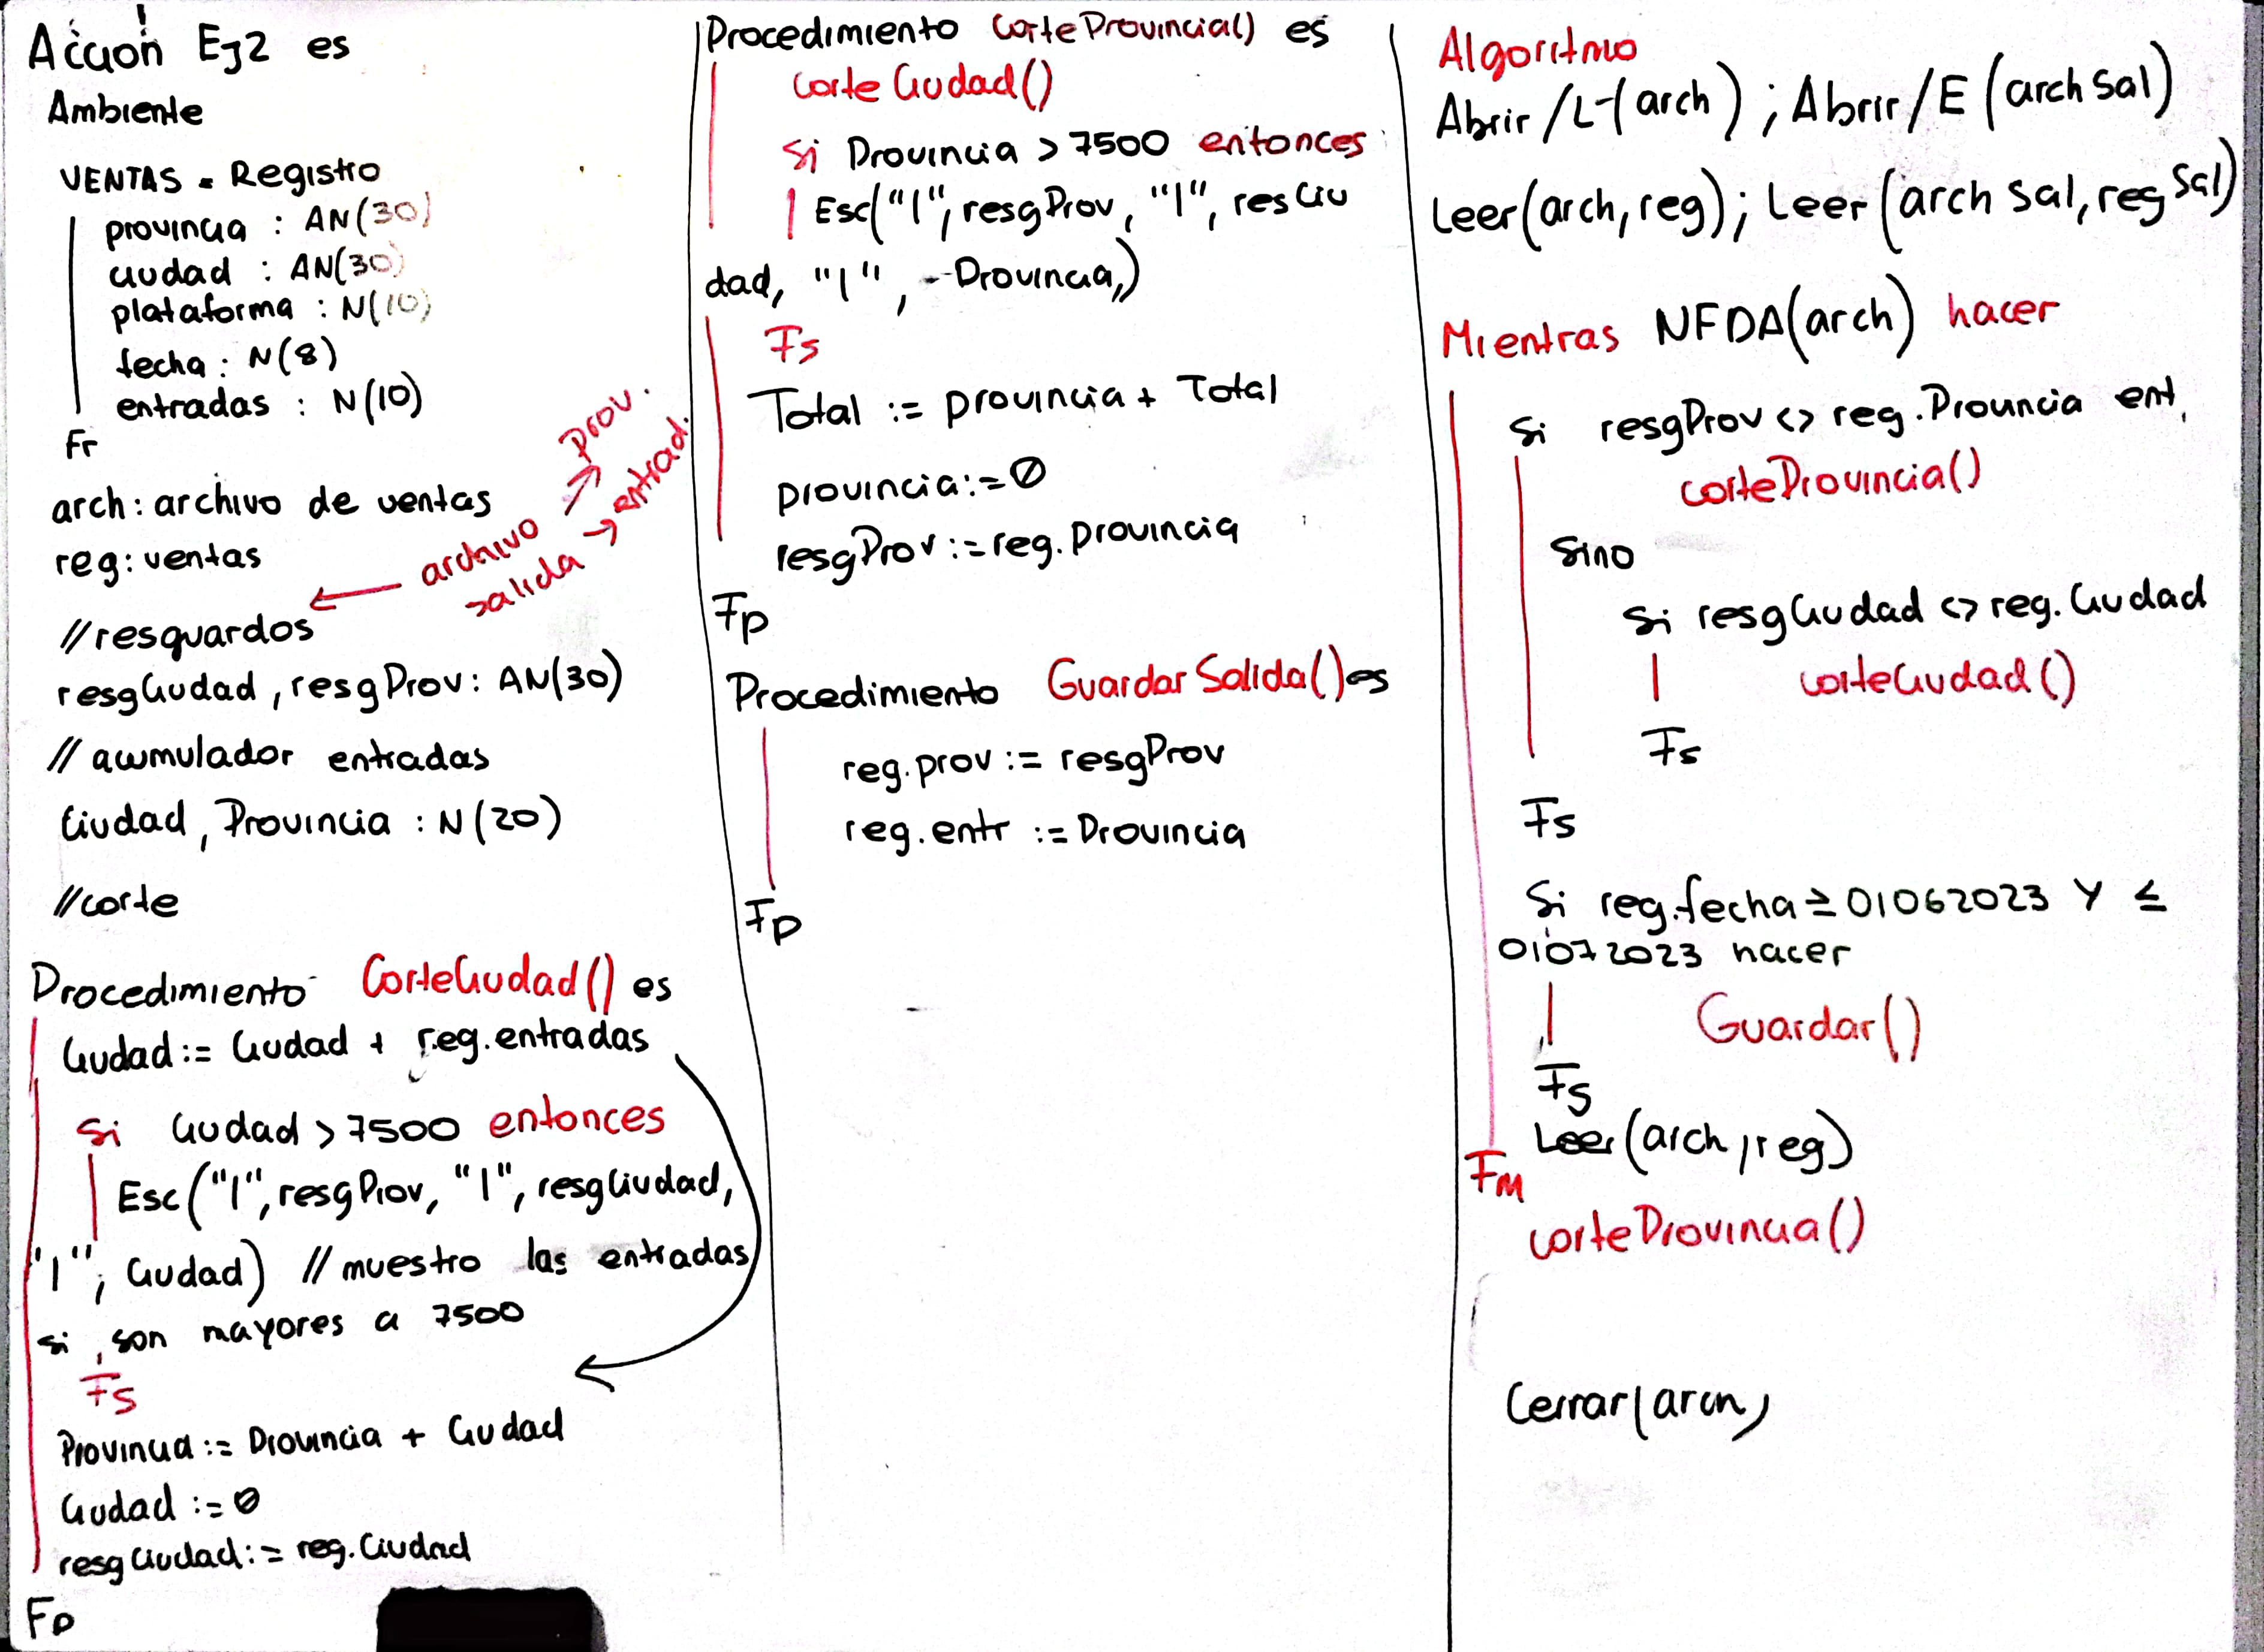 Acción Ej2 es
Ambiente
VENTAS = Registro
provincia : AN(30)
ciudad : AN(30)
plataforma : N(10)
fecha : N(8)
entradas : N(10)
Fr
arch: archivo de ventas
reg: ventas
archivo salida
→ prov.
→ entrad.
//resguardos
resgCiudad, resgProv: AN(30)
// acumulador entradas
Ciudad, Provincia : N(20)
//corte
Procedimiento CorteCiudad() es
Ciudad := Ciudad + reg.entradas
Si Ciudad > 7500 entonces
Esc("|", resgProv, "|", resgCiudad,
"|", Ciudad) // muestro las entradas
si son mayores a 7500
Fs
Provincia := Provincia + Ciudad
Ciudad := 0
resgCiudad := reg.Ciudad
Fp
Procedimiento CorteProvincial() es
corteCiudad()
Si Provincia > 7500 entonces
Esc("|", resgProv, "|", resCiu
dad, "|", Provincia,)
Fs
Total := provincia + Total
provincia := 0
resgProv := reg.provincia
Fp
Procedimiento GuardarSalida() es
reg.prov := resgProv
reg.entr := Provincia
Fp
Algoritmo
Abrir /L-(arch) ; Abrir /E (arch Sal)
Leer(arch, reg); Leer (arch Sal, reg Sal)
Mientras NFDA(arch) hacer
Si resgProv <> reg.Provincia ent.
corteProvincia()
Sino
Si resgCiudad <> reg.Ciudad
corteCiudad()
Fs
Fs
Si reg.fecha ≥ 01062023 Y ≤
01072023 hacer
Guardar()
Fs
Leer(arch, reg)
Fm
corteProvincia()
Cerrar(arch)